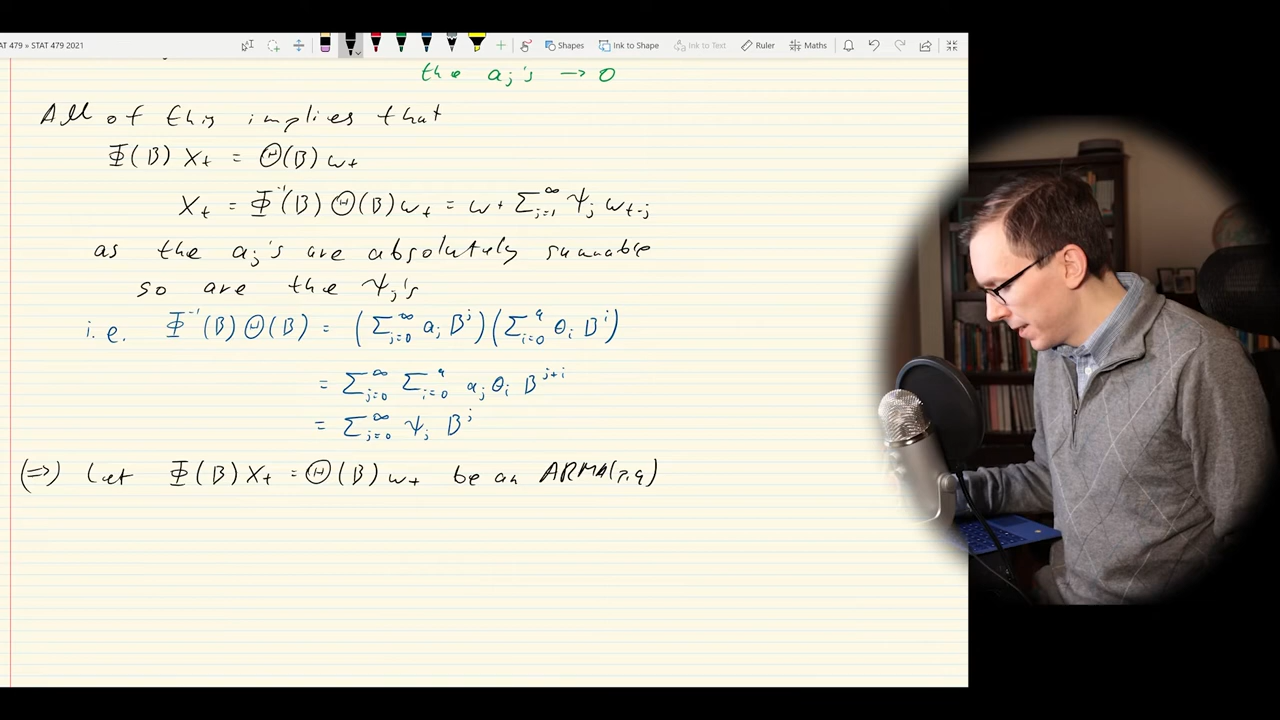 AT 479 » STAT 479 2021
Shapes Ink to Shape Ink to Text Ruler Maths
the aⱼ's → 0
All of this implies that
Φ(B) Xₜ = Θ(B) wₜ
Xₜ = Φ⁻¹(B) Θ(B) wₜ = w + ∑ⱼ₌₁^∞ ψⱼ wₜ₋ⱼ
as the aⱼ's are absolutely summable
so are the ψⱼ's
i.e. Φ⁻¹(B) Θ(B) = (∑ⱼ₌₀^∞ aⱼ Bʲ)(∑ᵢ₌₀^q θᵢ Bⁱ)
= ∑ⱼ₌₀^∞ ∑ᵢ₌₀^q aⱼ θᵢ Bʲ⁺ⁱ
= ∑ⱼ₌₀^∞ ψⱼ Bʲ
(⇒) Let Φ(B) Xₜ = Θ(B) wₜ be an ARMA(p,q)